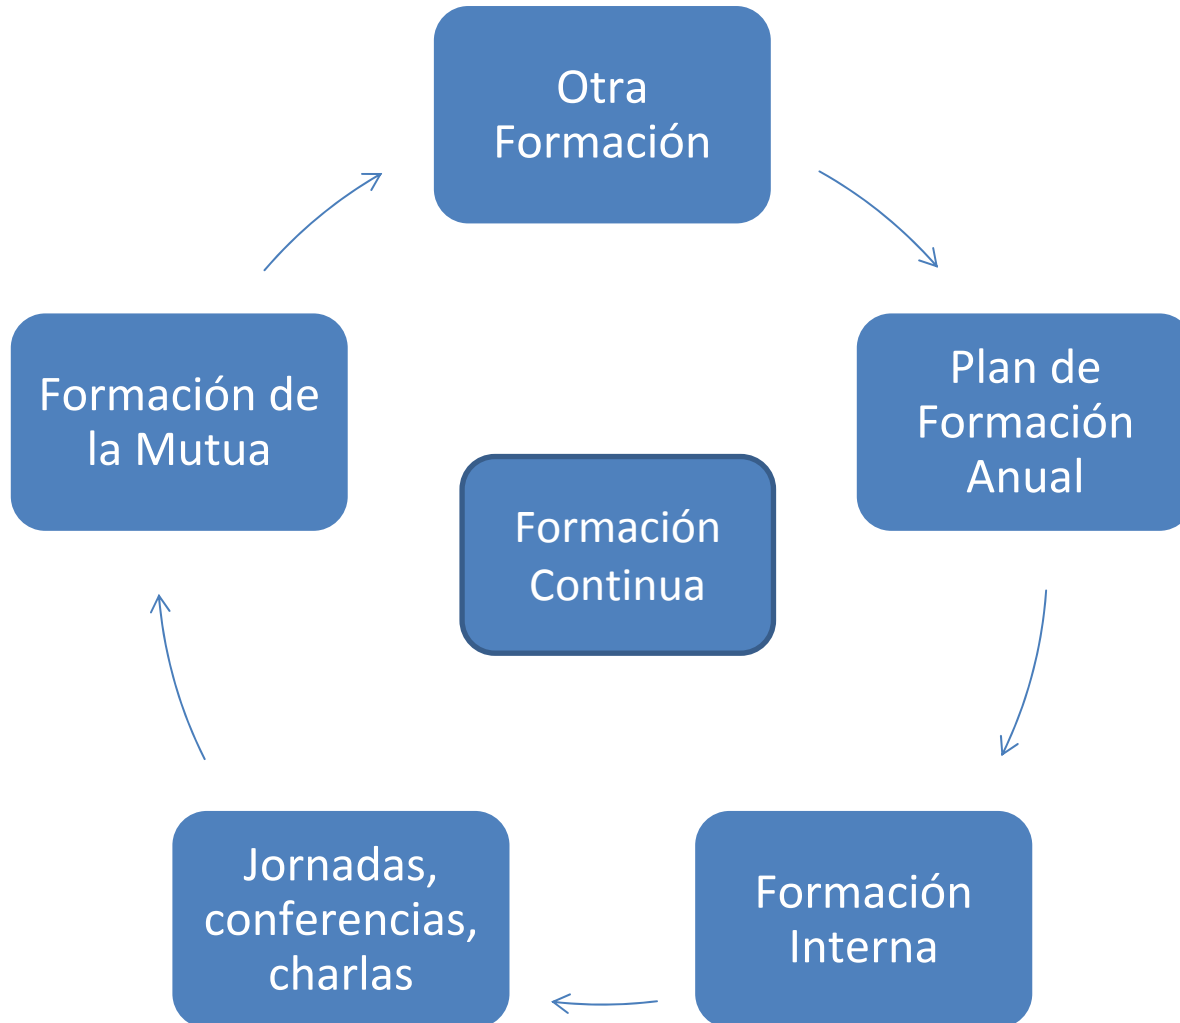 Otra
Formación
Formación de
la Mutua
Plan de
Formación
Anual
Formación
Continua
Jornadas,
conferencias,
charlas
Formación
Interna